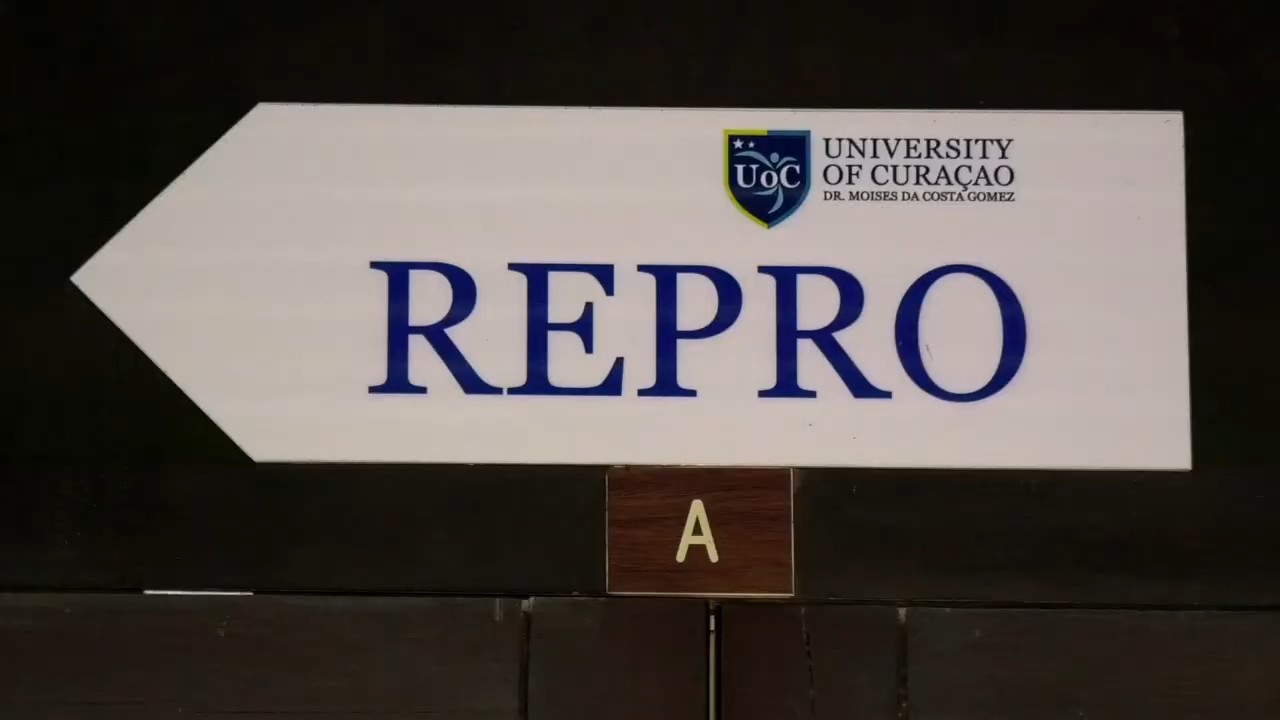 UoC
UNIVERSITY
OF CURAÇAO
DR. MOISES DA COSTA GOMEZ
REPRO
A